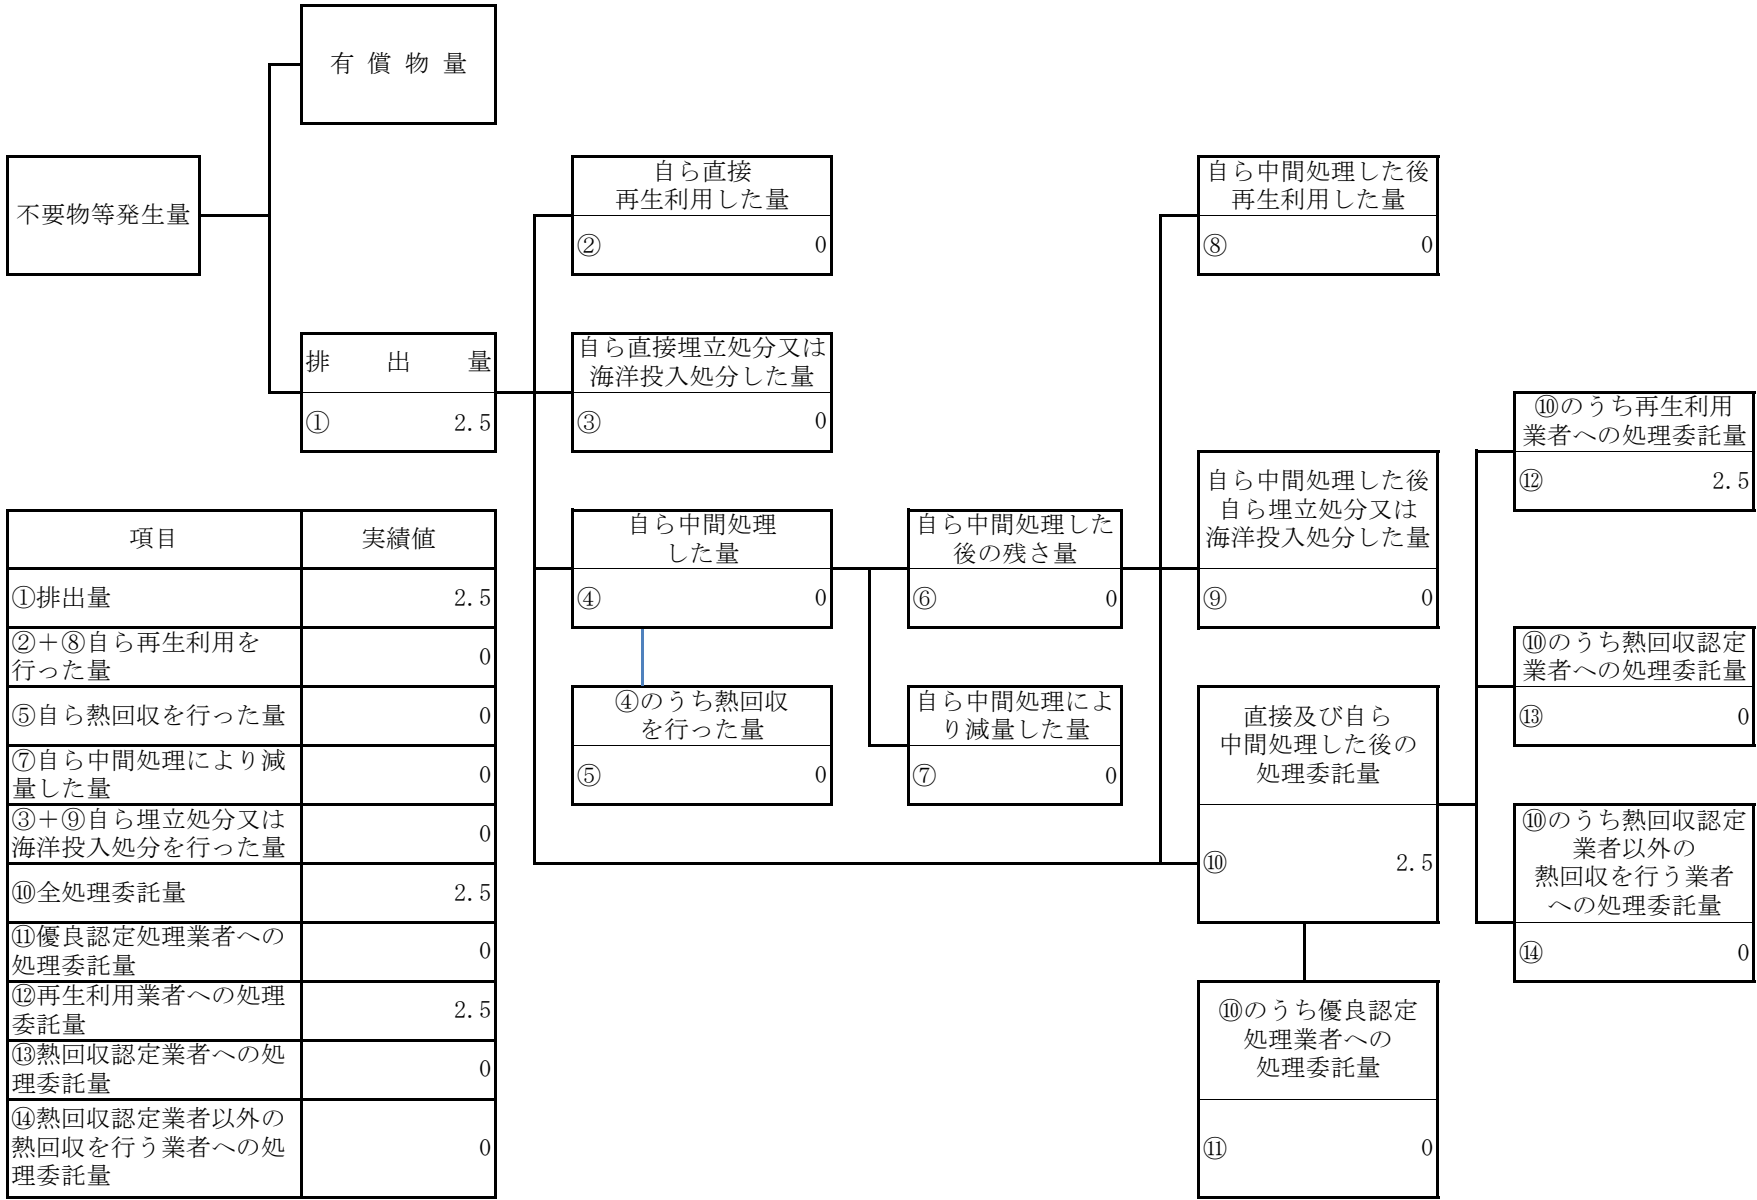 有償物量
不要物等発生量
排出量
① 2.5
自ら直接
再生利用した量
② 0
自ら直接埋立処分又は
海洋投入処分した量
③ 0
自ら中間処理
した量
④ 0
④のうち熱回収
を行った量
⑤ 0
自ら中間処理した
後の残さ量
⑥ 0
自ら中間処理によ
り減量した量
⑦ 0
自ら中間処理した後
再生利用した量
⑧ 0
自ら中間処理した後
自ら埋立処分又は
海洋投入処分した量
⑨ 0
直接及び自ら
中間処理した後の
処理委託量
⑩ 2.5
⑩のうち優良認定
処理業者への
処理委託量
⑪ 0
⑩のうち再生利用
業者への処理委託量
⑫ 2.5
⑩のうち熱回収認定
業者への処理委託量
⑬ 0
⑩のうち熱回収認定
業者以外の
熱回収を行う業者
への処理委託量
⑭ 0
項目 実績値
①排出量 2.5
②＋⑧自ら再生利用を
行った量 0
⑤自ら熱回収を行った量 0
⑦自ら中間処理により減
量した量 0
③＋⑨自ら埋立処分又は
海洋投入処分を行った量 0
⑩全処理委託量 2.5
⑪優良認定処理業者への
処理委託量 0
⑫再生利用業者への処理
委託量 2.5
⑬熱回収認定業者への処
理委託量 0
⑭熱回収認定業者以外の
熱回収を行う業者への処
理委託量 0